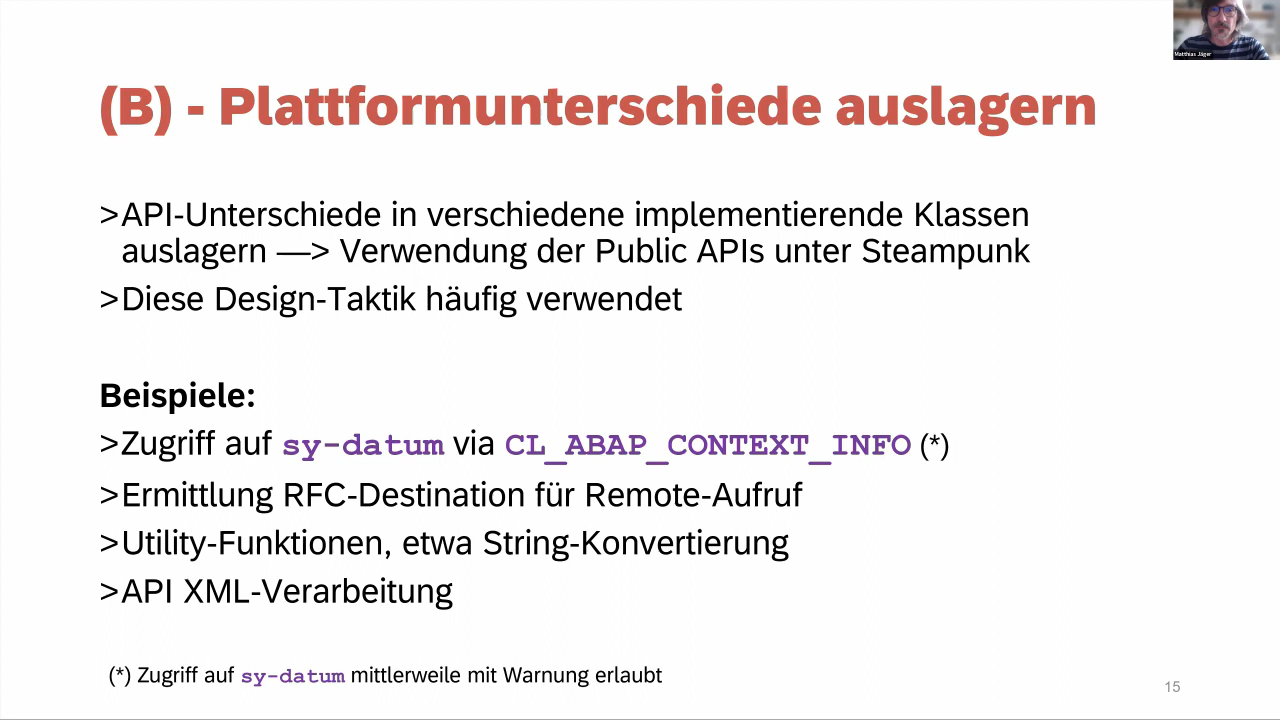 Matthias Jäger
(B) - Plattformunterschiede auslagern
>API-Unterschiede in verschiedene implementierende Klassen
auslagern —> Verwendung der Public APIs unter Steampunk
>Diese Design-Taktik häufig verwendet
Beispiele:
>Zugriff auf sy-datum via CL_ABAP_CONTEXT_INFO (*)
>Ermittlung RFC-Destination für Remote-Aufruf
>Utility-Funktionen, etwa String-Konvertierung
>API XML-Verarbeitung
(*) Zugriff auf sy-datum mittlerweile mit Warnung erlaubt
15